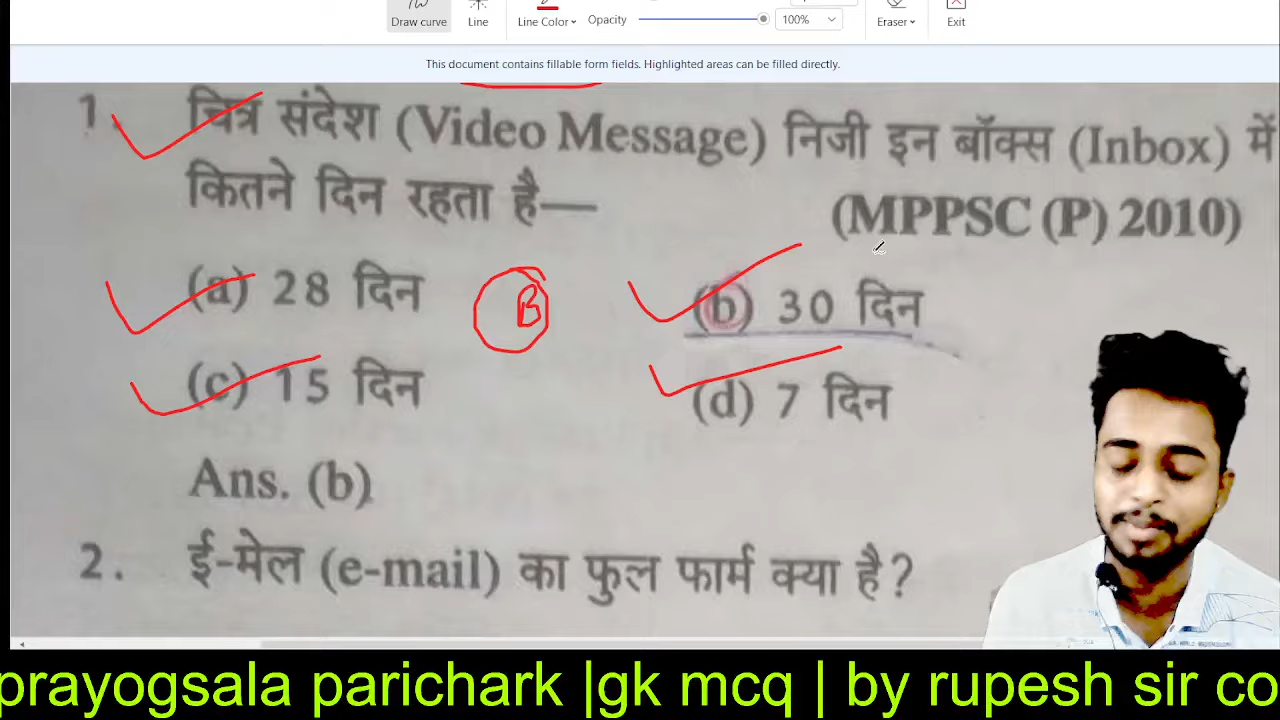 Draw curve Line Line Color Opacity 100% Eraser Exit
This document contains fillable form fields. Highlighted areas can be filled directly.
1. चित्र संदेश (Video Message) निजी इन बॉक्स (Inbox) में
कितने दिन रहता है—
(MPPSC (P) 2010)
(a) 28 दिन
B
(b) 30 दिन
(c) 15 दिन
(d) 7 दिन
Ans. (b)
2. ई-मेल (e-mail) का फुल फार्म क्या है?
prayogsala parichark |gk mcq | by rupesh sir co